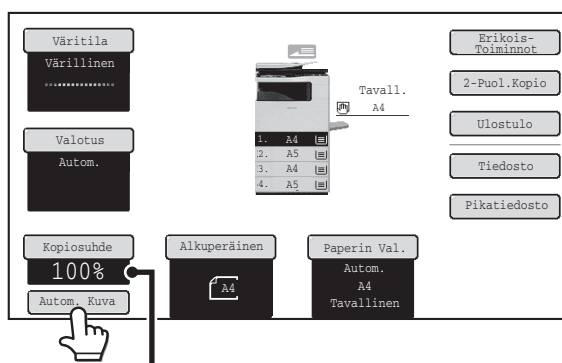 Väritila
Värillinen
Valotus
Autom.
Kopiosuhde
100%
Autom. Kuva
Alkuperäinen
A4
Paperin Val.
Autom.
A4
Tavallinen
Tavall.
A4
1. A4
2. A5
3. A4
4. A5
Erikois-
Toiminnot
2-Puol.Kopio
Ulostulo
Tiedosto
Pikatiedosto